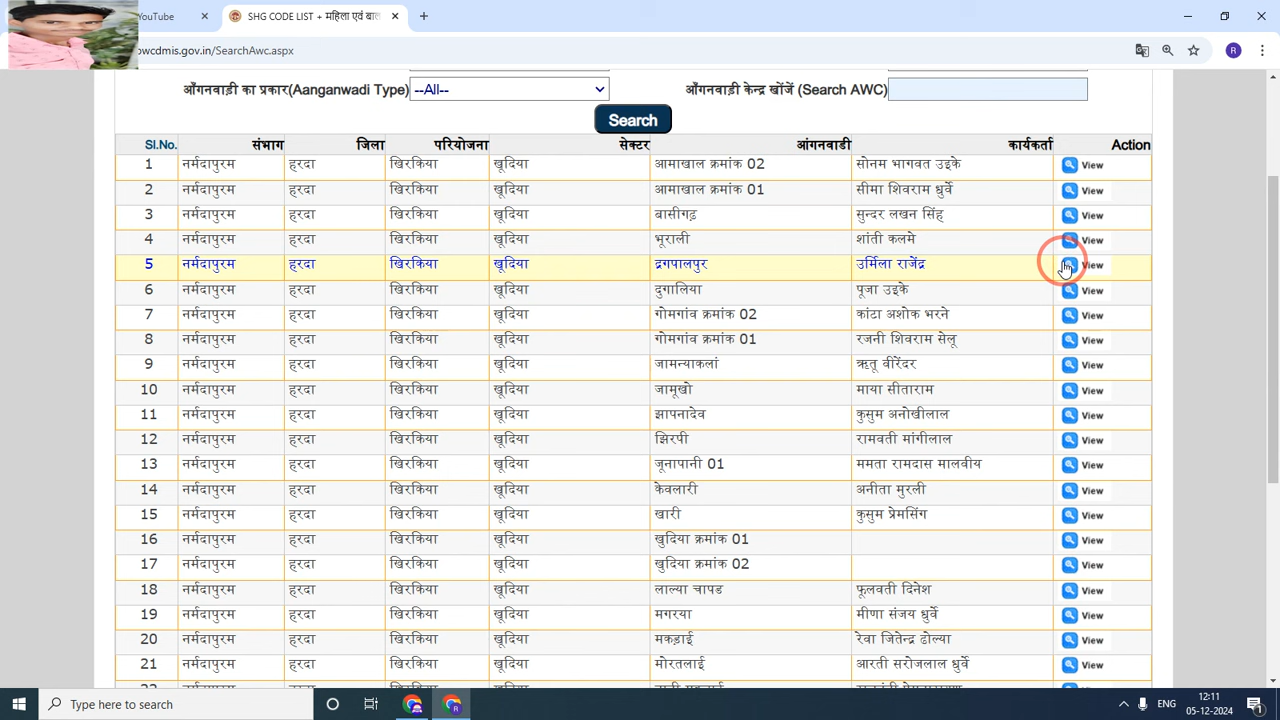 YouTube
SHG CODE LIST + महिला एवं बाल
owcdmis.gov.in/SearchAwc.aspx
R
आँगनवाड़ी का प्रकार(Aanganwadi Type) --All-- आँगनवाड़ी केन्द्र खोजें (Search AWC)
Search
Sl.No. संभाग जिला परियोजना सेक्टर आंगनवाडी कार्यकर्ता Action
1 नर्मदापुरम हरदा खिरकिया खूदिया आमाखाल क्रमांक 02 सोनम भागवत उइके View
2 नर्मदापुरम हरदा खिरकिया खूदिया आमाखाल क्रमांक 01 सीमा शिवराम धुर्वे View
3 नर्मदापुरम हरदा खिरकिया खूदिया बासीगढ़ सुन्दर लखन सिंह View
4 नर्मदापुरम हरदा खिरकिया खूदिया भूराली शांती कलमे View
5 नर्मदापुरम हरदा खिरकिया खूदिया द्रगपालपुर उर्मिला राजेंद्र View
6 नर्मदापुरम हरदा खिरकिया खूदिया दुगालिया पूजा उइके View
7 नर्मदापुरम हरदा खिरकिया खूदिया गोमगांव क्रमांक 02 कांटा अशोक भरने View
8 नर्मदापुरम हरदा खिरकिया खूदिया गोमगांव क्रमांक 01 रजनी शिवराम सेलू View
9 नर्मदापुरम हरदा खिरकिया खूदिया जामन्याकलां ऋतू वीरेंदर View
10 नर्मदापुरम हरदा खिरकिया खूदिया जामूखो माया सीताराम View
11 नर्मदापुरम हरदा खिरकिया खूदिया झापनादेव कुसुम अनोखीलाल View
12 नर्मदापुरम हरदा खिरकिया खूदिया झिरपी रामवती मांगीलाल View
13 नर्मदापुरम हरदा खिरकिया खूदिया जूनापानी 01 ममता रामदास मालवीय View
14 नर्मदापुरम हरदा खिरकिया खूदिया केवलारी अनीता मुरली View
15 नर्मदापुरम हरदा खिरकिया खूदिया खारी कुसुम प्रेमसिंग View
16 नर्मदापुरम हरदा खिरकिया खूदिया खुदिया क्रमांक 01 View
17 नर्मदापुरम हरदा खिरकिया खूदिया खुदिया क्रमांक 02 View
18 नर्मदापुरम हरदा खिरकिया खूदिया लाल्या चापड फूलवती दिनेश View
19 नर्मदापुरम हरदा खिरकिया खूदिया मगरया मीणा संजय धुर्वे View
20 नर्मदापुरम हरदा खिरकिया खूदिया मकड़ाई रेवा जितेन्द्र ढोल्या View
21 नर्मदापुरम हरदा खिरकिया खूदिया मोरतलाई आरती सरोजलाल धुर्वे View
Type here to search
ENG
12:11
05-12-2024